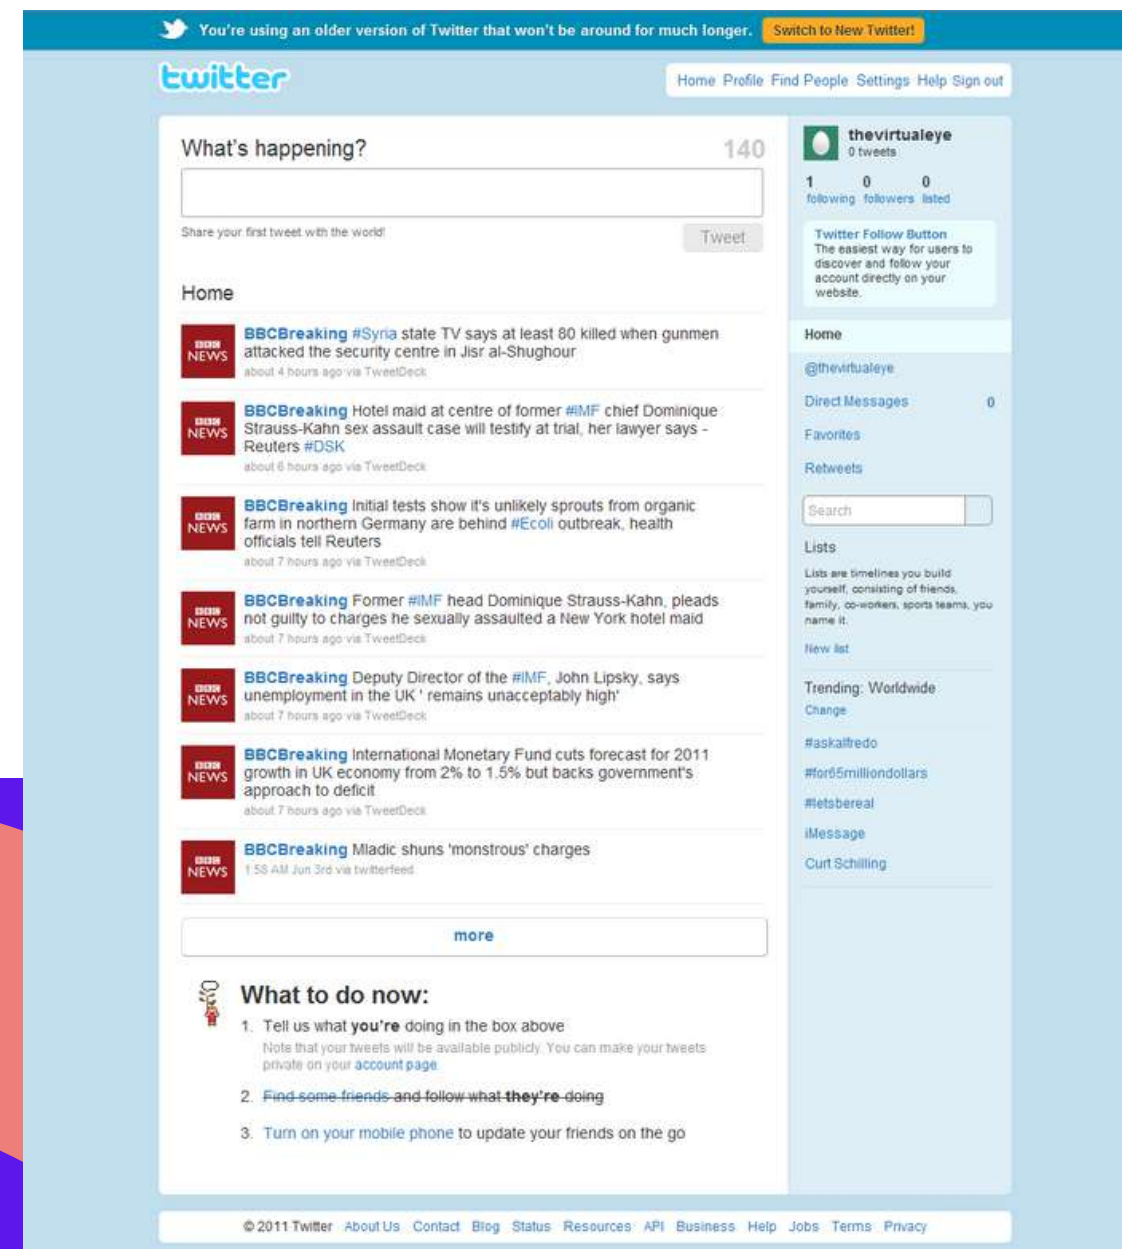 You're using an older version of Twitter that won't be around for much longer. Switch to New Twitter!
twitter
Home Profile Find People Settings Help Sign out
What's happening?
140
Share your first tweet with the world!
Tweet
Home
BBC NEWS
BBCBreaking #Syria state TV says at least 80 killed when gunmen
attacked the security centre in Jisr al-Shughour
about 4 hours ago via TweetDeck
BBC NEWS
BBCBreaking Hotel maid at centre of former #IMF chief Dominique
Strauss-Kahn sex assault case will testify at trial, her lawyer says -
Reuters #DSK
about 6 hours ago via TweetDeck
BBC NEWS
BBCBreaking Initial tests show it's unlikely sprouts from organic
farm in northern Germany are behind #Ecoli outbreak, health
officials tell Reuters
about 7 hours ago via TweetDeck
BBC NEWS
BBCBreaking Former #IMF head Dominique Strauss-Kahn, pleads
not guilty to charges he sexually assaulted a New York hotel maid
about 7 hours ago via TweetDeck
BBC NEWS
BBCBreaking Deputy Director of the #IMF, John Lipsky, says
unemployment in the UK ' remains unacceptably high'
about 7 hours ago via TweetDeck
BBC NEWS
BBCBreaking International Monetary Fund cuts forecast for 2011
growth in UK economy from 2% to 1.5% but backs government's
approach to deficit
about 7 hours ago via TweetDeck
BBC NEWS
BBCBreaking Mladic shuns 'monstrous' charges
1:58 AM Jun 3rd via twitterfeed
more
What to do now:
1. Tell us what you're doing in the box above
Note that your tweets will be available publicly. You can make your tweets
private on your account page.
2. Find some friends and follow what they're doing
3. Turn on your mobile phone to update your friends on the go
thevirtualeye
0 tweets
1 0 0
following followers listed
Twitter Follow Button
The easiest way for users to
discover and follow your
account directly on your
website.
Home
@thevirtualeye
Direct Messages 0
Favorites
Retweets
Search
Lists
Lists are timelines you build
yourself, consisting of friends,
family, co-workers, sports teams, you
name it.
New list
Trending: Worldwide
Change
#askalfredo
#for65milliondollars
#letsbereal
iMessage
Curt Schilling
© 2011 Twitter About Us Contact Blog Status Resources API Business Help Jobs Terms Privacy